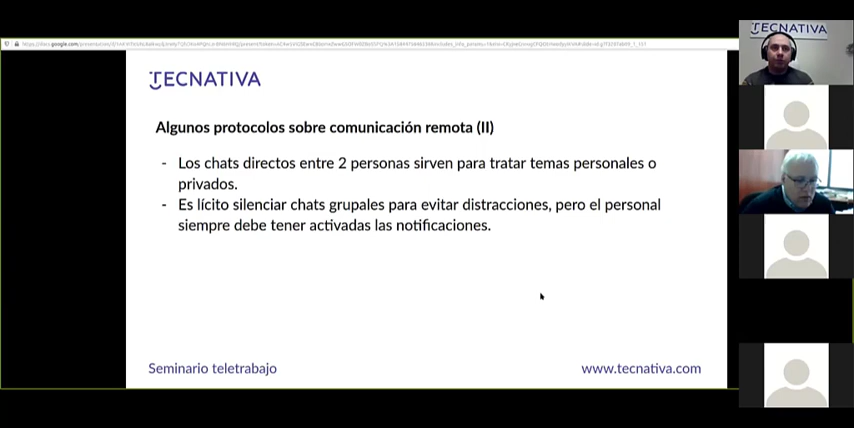 TECNATIVA
TECNATIVA
Algunos protocolos sobre comunicación remota (II)
- Los chats directos entre 2 personas sirven para tratar temas personales o
privados.
- Es lícito silenciar chats grupales para evitar distracciones, pero el personal
siempre debe tener activadas las notificaciones.
Seminario teletrabajo
www.tecnativa.com